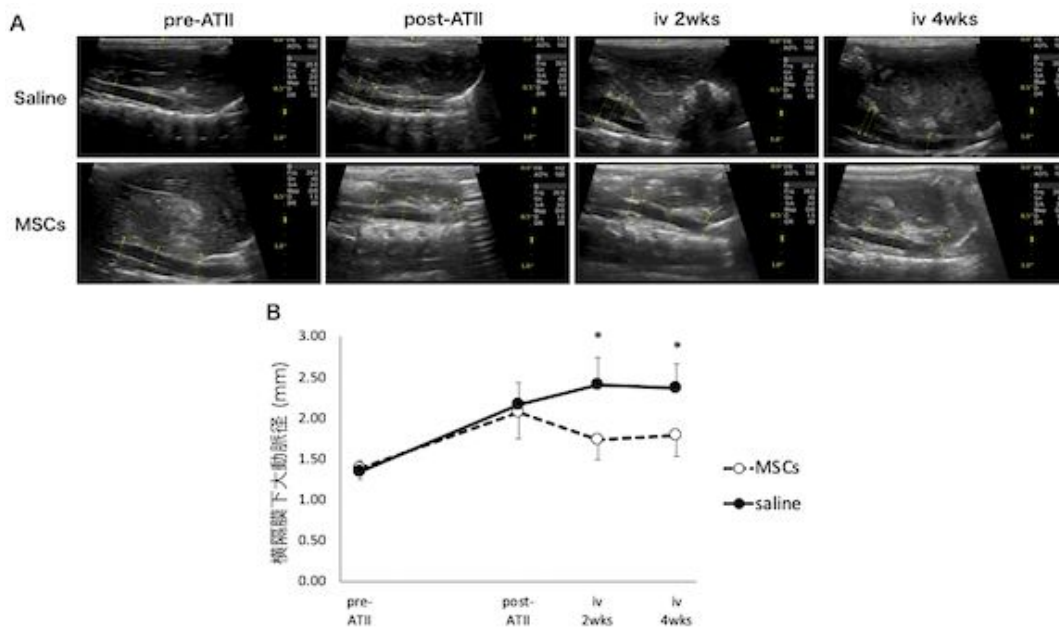 A
pre-ATII post-ATII iv 2wks iv 4wks
Saline
MSCs
B
横隔膜下大動脈径 (mm)
3.00
2.50
2.00
1.50
1.00
0.50
0.00
* *
pre-
ATII
post-
ATII
iv
2wks
iv
4wks
MSCs
saline